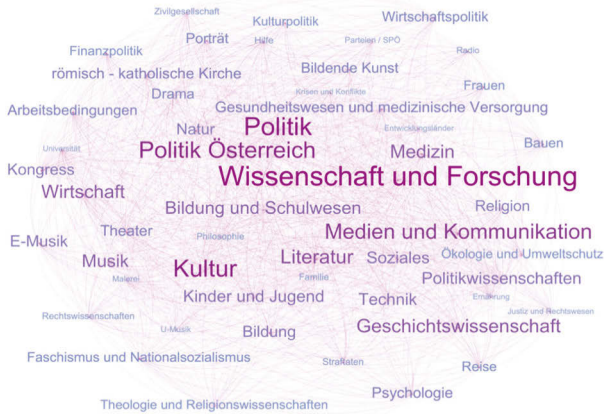 Zivilgesellschaft
Wirtschaftspolitik
Kulturpolitik
Porträt
Hilfe
Parteien / SPÖ
Finanzpolitik
Radio
römisch - katholische Kirche
Bildende Kunst
Frauen
Drama
Krisen und Konflikte
Arbeitsbedingungen
Gesundheitswesen und medizinische Versorgung
Natur
Politik
Entwicklungsländer
Universität
Politik Österreich
Medizin
Bauen
Kongress
Wissenschaft und Forschung
Wirtschaft
Bildung und Schulwesen
Religion
Theater
Philosophie
Medien und Kommunikation
E-Musik
Musik
Kultur
Literatur
Soziales
Ökologie und Umweltschutz
Malerei
Familie
Politikwissenschaften
Kinder und Jugend
Technik
Ernährung
Rechtswissenschaften
Justiz und Rechtswesen
U-Musik
Bildung
Geschichtswissenschaft
Faschismus und Nationalsozialismus
Straftaten
Reise
Psychologie
Theologie und Religionswissenschaften